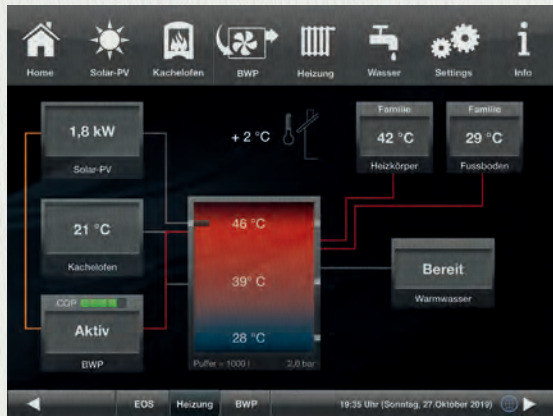 Home Solar-PV Kachelofen BWP Heizung Wasser Settings Info
1,8 kW
Solar-PV
+ 2 °C
Familie
42 °C
Heizkörper
Familie
29 °C
Fussboden
21 °C
Kachelofen
46 °C
39° C
28 °C
Puffer = 1000 l
2,0 bar
Bereit
Warmwasser
COP
Aktiv
BWP
EOS Heizung BWP
19:35 Uhr (Sonntag, 27.Oktober 2019)